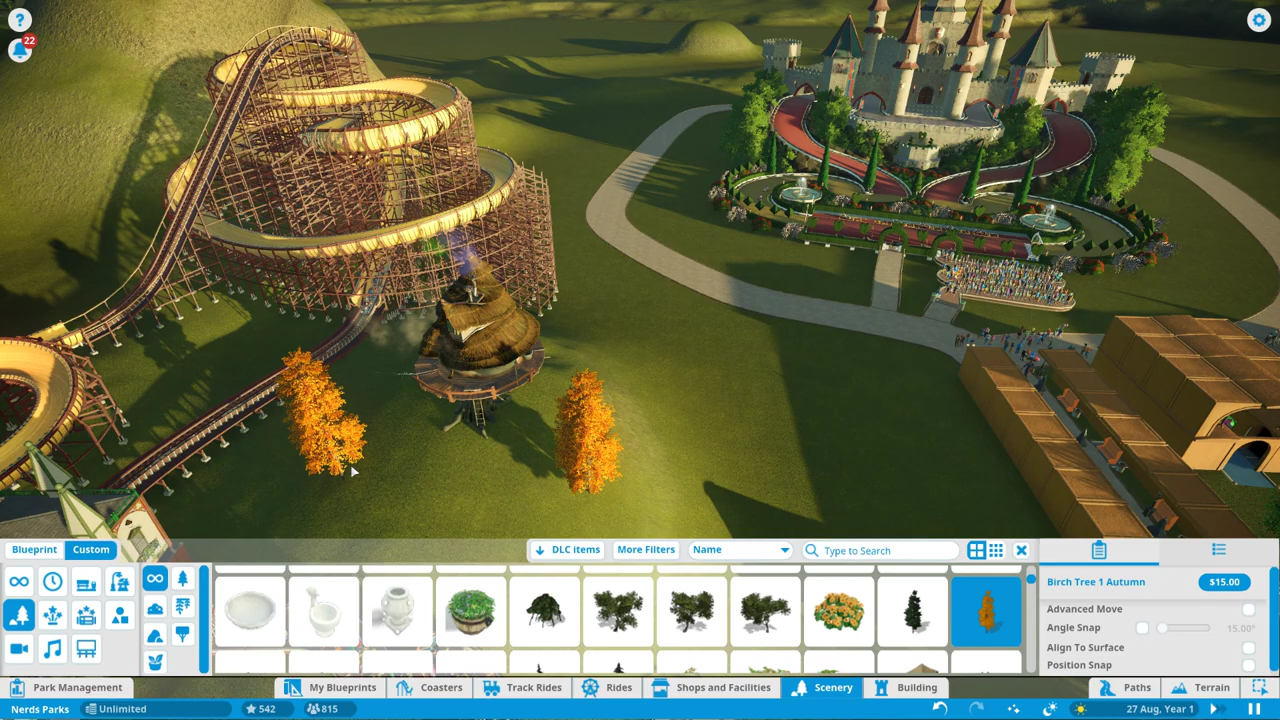 ?
22
Blueprint Custom
DLC items More Filters Name Type to Search
Birch Tree 1 Autumn $15.00
Advanced Move
Angle Snap 15.00°
Align To Surface
Position Snap
Park Management My Blueprints Coasters Track Rides Rides Shops and Facilities Scenery Building Paths Terrain
Nerds Parks Unlimited 542 815 27 Aug, Year 1